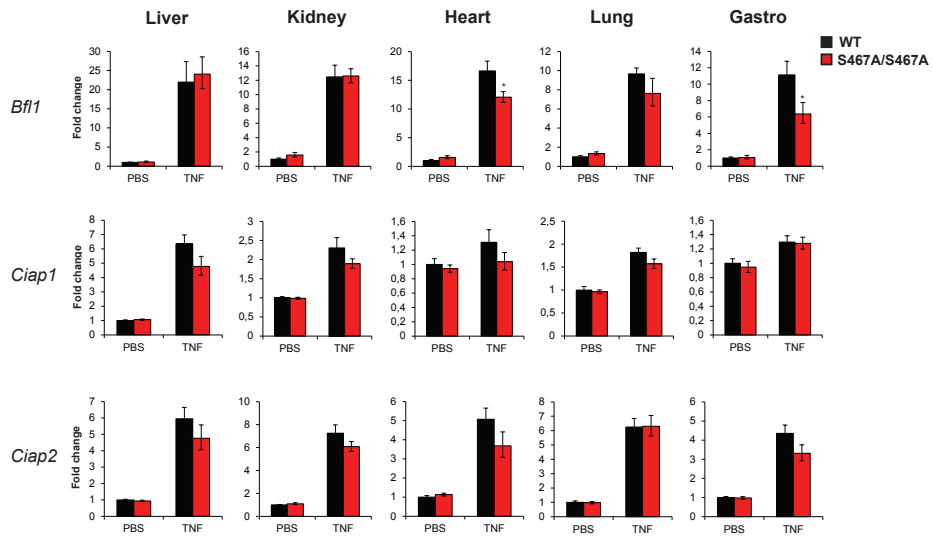 Liver Kidney Heart Lung Gastro
WT
S467A/S467A
Bfl1
Fold change
30 25 20 15 10 5 0
PBS TNF
16 14 12 10 8 6 4 2 0
PBS TNF
20 15 10 5 0
*
PBS TNF
12 10 8 6 4 2 0
PBS TNF
14 12 10 8 6 4 2 0
*
PBS TNF
Ciap1
Fold change
8 7 6 5 4 3 2 1 0
PBS TNF
3 2,5 2 1,5 1 0,5 0
PBS TNF
1,6 1,4 1,2 1 0,8 0,6 0,4 0,2 0
PBS TNF
2,5 2 1,5 1 0,5 0
PBS TNF
1,6 1,4 1,2 1 0,8 0,6 0,4 0,2 0
PBS TNF
Ciap2
Fold change
7 6 5 4 3 2 1 0
PBS TNF
10 8 6 4 2 0
PBS TNF
6 5 4 3 2 1 0
PBS TNF
8 7 6 5 4 3 2 1 0
PBS TNF
6 5 4 3 2 1 0
PBS TNF